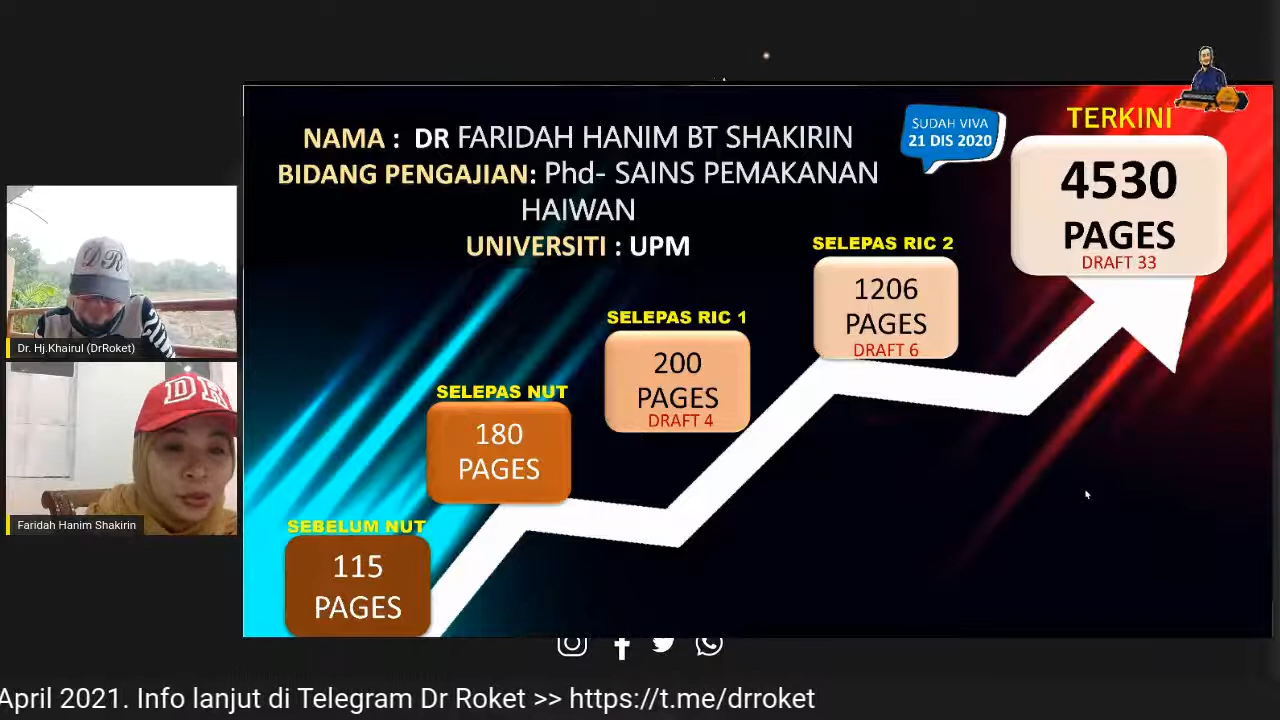 NAMA : DR FARIDAH HANIM BT SHAKIRIN
BIDANG PENGAJIAN: Phd- SAINS PEMAKANAN
HAIWAN
UNIVERSITI : UPM
SUDAH VIVA
21 DIS 2020
TERKINI
4530
PAGES
DRAFT 33
SELEPAS RIC 2
1206
PAGES
DRAFT 6
SELEPAS RIC 1
200
PAGES
DRAFT 4
SELEPAS NUT
180
PAGES
SEBELUM NUT
115
PAGES
DR
Dr. Hj.Khairul (DrRoket)
DR
Faridah Hanim Shakirin
April 2021. Info lanjut di Telegram Dr Roket >> https://t.me/drroket